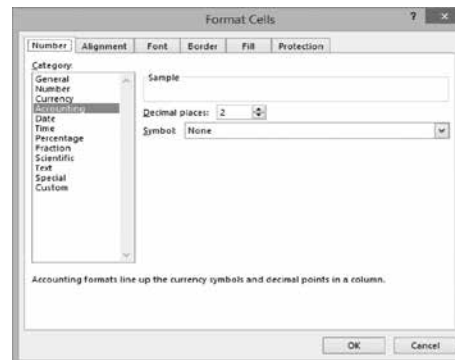 Format Cells
? ×
Number Alignment Font Border Fill Protection
Category:
General
Number
Currency
Accounting
Date
Time
Percentage
Fraction
Scientific
Text
Special
Custom
Sample
Decimal places: 2
Symbol: None
Accounting formats line up the currency symbols and decimal points in a column.
OK Cancel